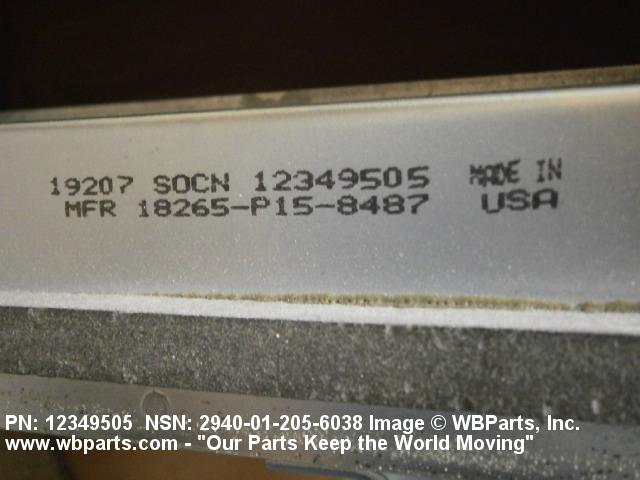 19207 SOCN 12349505 MADE IN
MFR 18265-P15-8487 USA
PN: 12349505 NSN: 2940-01-205-6038 Image © WBParts, Inc.
www.wbparts.com - "Our Parts Keep the World Moving"